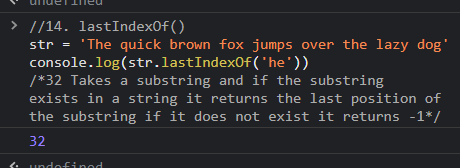 undefined
> //14. lastIndexOf()
str = 'The quick brown fox jumps over the lazy dog'
console.log(str.lastIndexOf('he'))
/*32 Takes a substring and if the substring
exists in a string it returns the last position of
the substring if it does not exist it returns -1*/
32
undefined